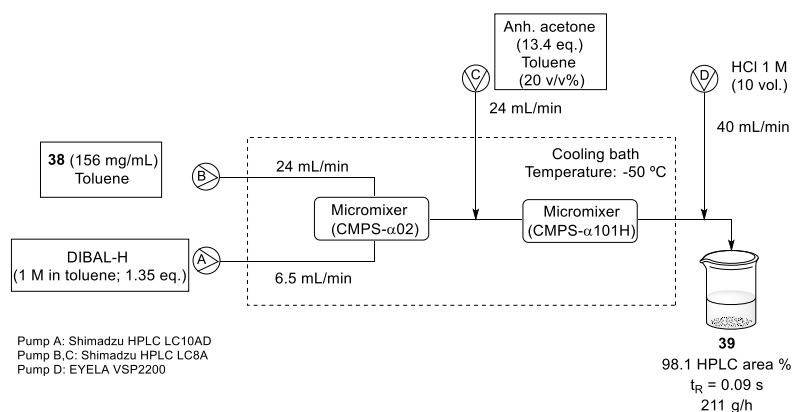 Anh. acetone
(13.4 eq.)
Toluene
(20 v/v%)
C
24 mL/min
D
HCl 1 M
(10 vol.)
40 mL/min
38 (156 mg/mL)
Toluene
B
24 mL/min
Cooling bath
Temperature: -50 ºC
Micromixer
(CMPS-α02)
Micromixer
(CMPS-α101H)
DIBAL-H
(1 M in toluene; 1.35 eq.)
A
6.5 mL/min
Pump A: Shimadzu HPLC LC10AD
Pump B,C: Shimadzu HPLC LC8A
Pump D: EYELA VSP2200
39
98.1 HPLC area %
tR = 0.09 s
211 g/h